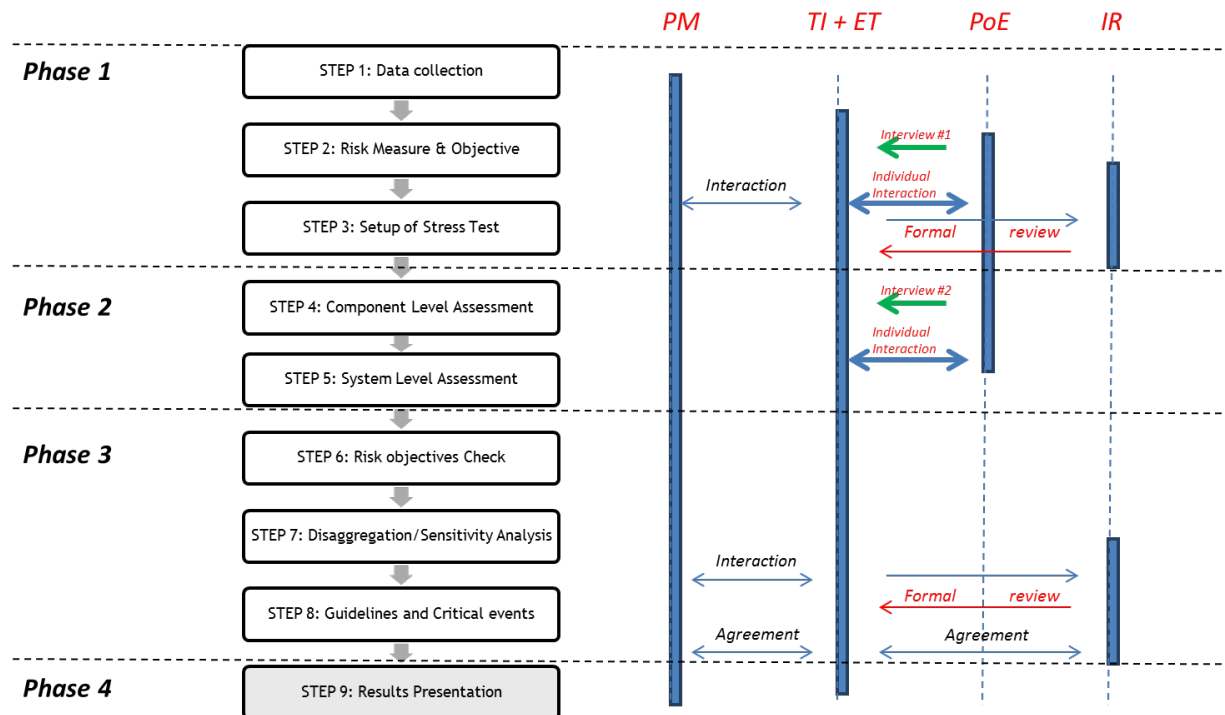 PM TI + ET PoE IR
Phase 1
STEP 1: Data collection
STEP 2: Risk Measure & Objective
Interview #1
Interaction
Individual
Interaction
STEP 3: Setup of Stress Test
Formal review
Phase 2
STEP 4: Component Level Assessment
Interview #2
Individual
Interaction
STEP 5: System Level Assessment
Phase 3
STEP 6: Risk objectives Check
STEP 7: Disaggregation/Sensitivity Analysis
Interaction
STEP 8: Guidelines and Critical events
Formal review
Agreement Agreement
Phase 4
STEP 9: Results Presentation